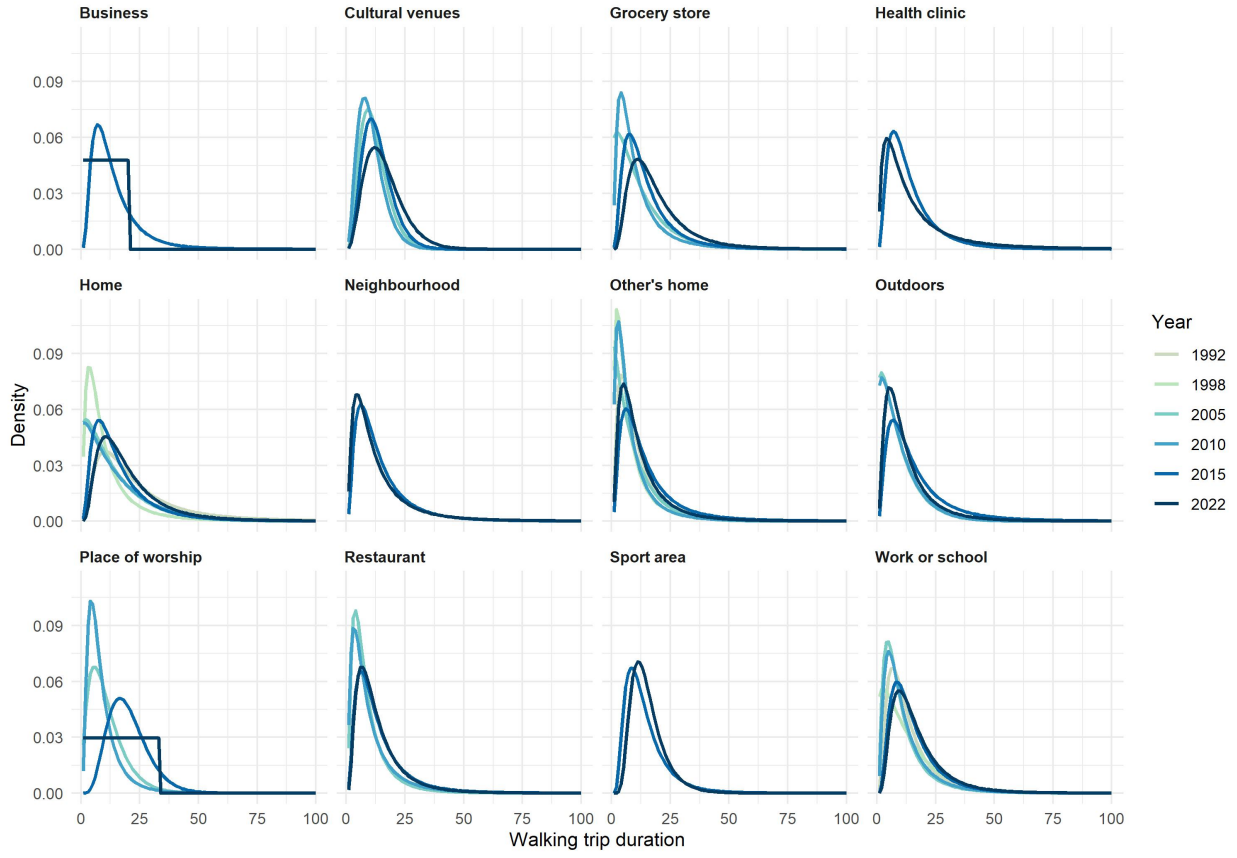 Business Cultural venues Grocery store Health clinic
0.09
0.06
0.03
0.00
Home Neighbourhood Other's home Outdoors
0.09
0.06
0.03
0.00
Place of worship Restaurant Sport area Work or school
0.09
0.06
0.03
0.00
0 25 50 75 100 0 25 50 75 100 0 25 50 75 100 0 25 50 75 100
Walking trip duration
Density
Year
1992
1998
2005
2010
2015
2022